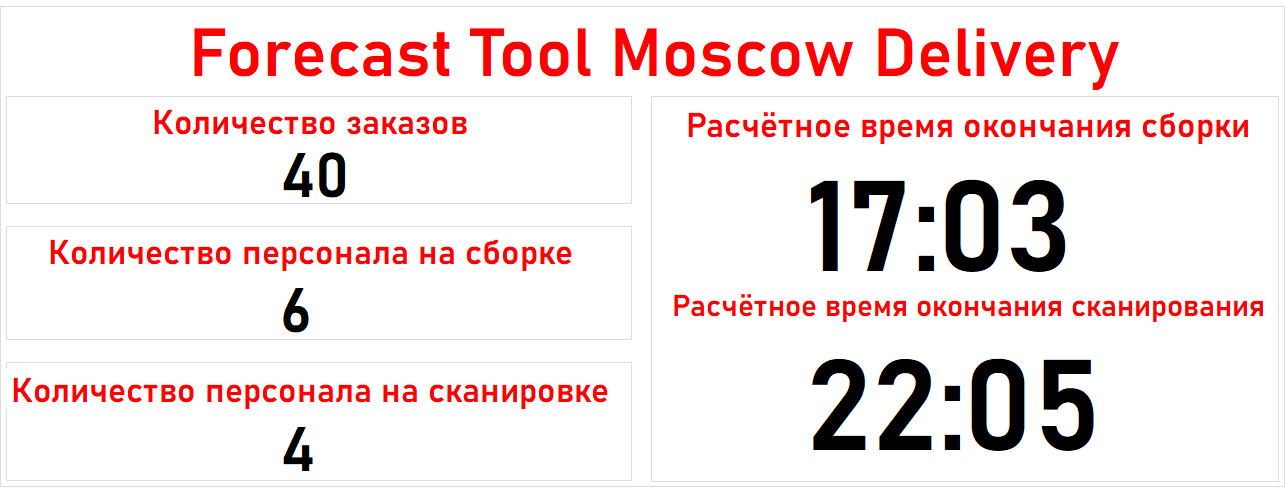 Forecast Tool Moscow Delivery
Количество заказов
40
Количество персонала на сборке
6
Количество персонала на сканировке
4
Расчётное время окончания сборки
17:03
Расчётное время окончания сканирования
22:05